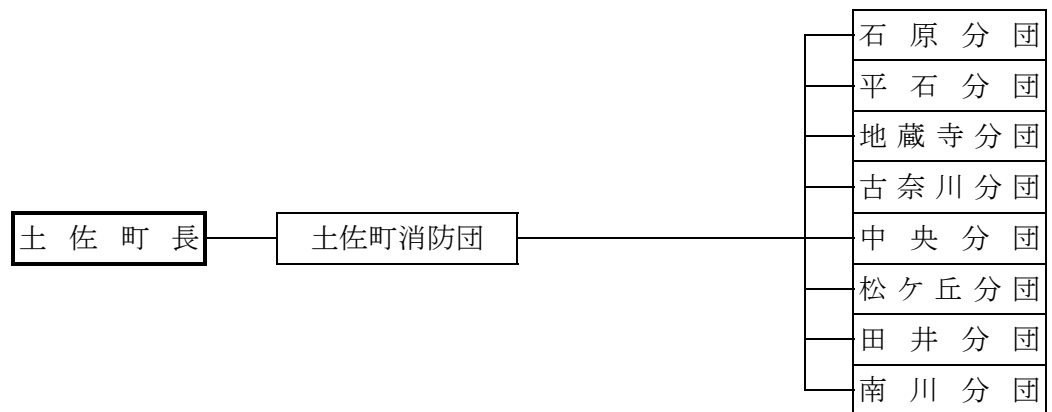 土佐町長
土佐町消防団
石原分団
平石分団
地蔵寺分団
古奈川分団
中央分団
松ケ丘分団
田井分団
南川分団